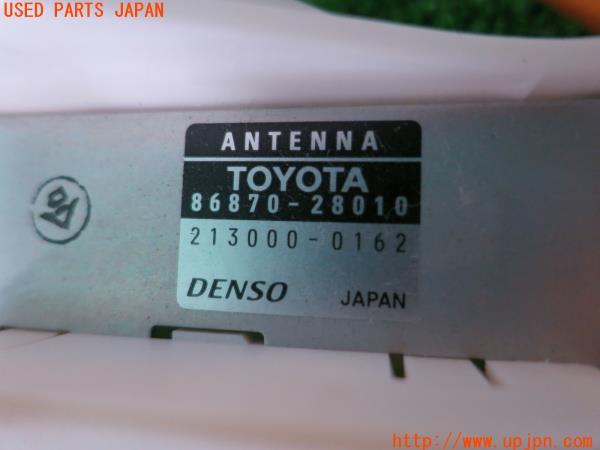 USED PARTS JAPAN
ANTENNA
TOYOTA
86870-28010
213000-0162
DENSO JAPAN
http://www.upjpn.com